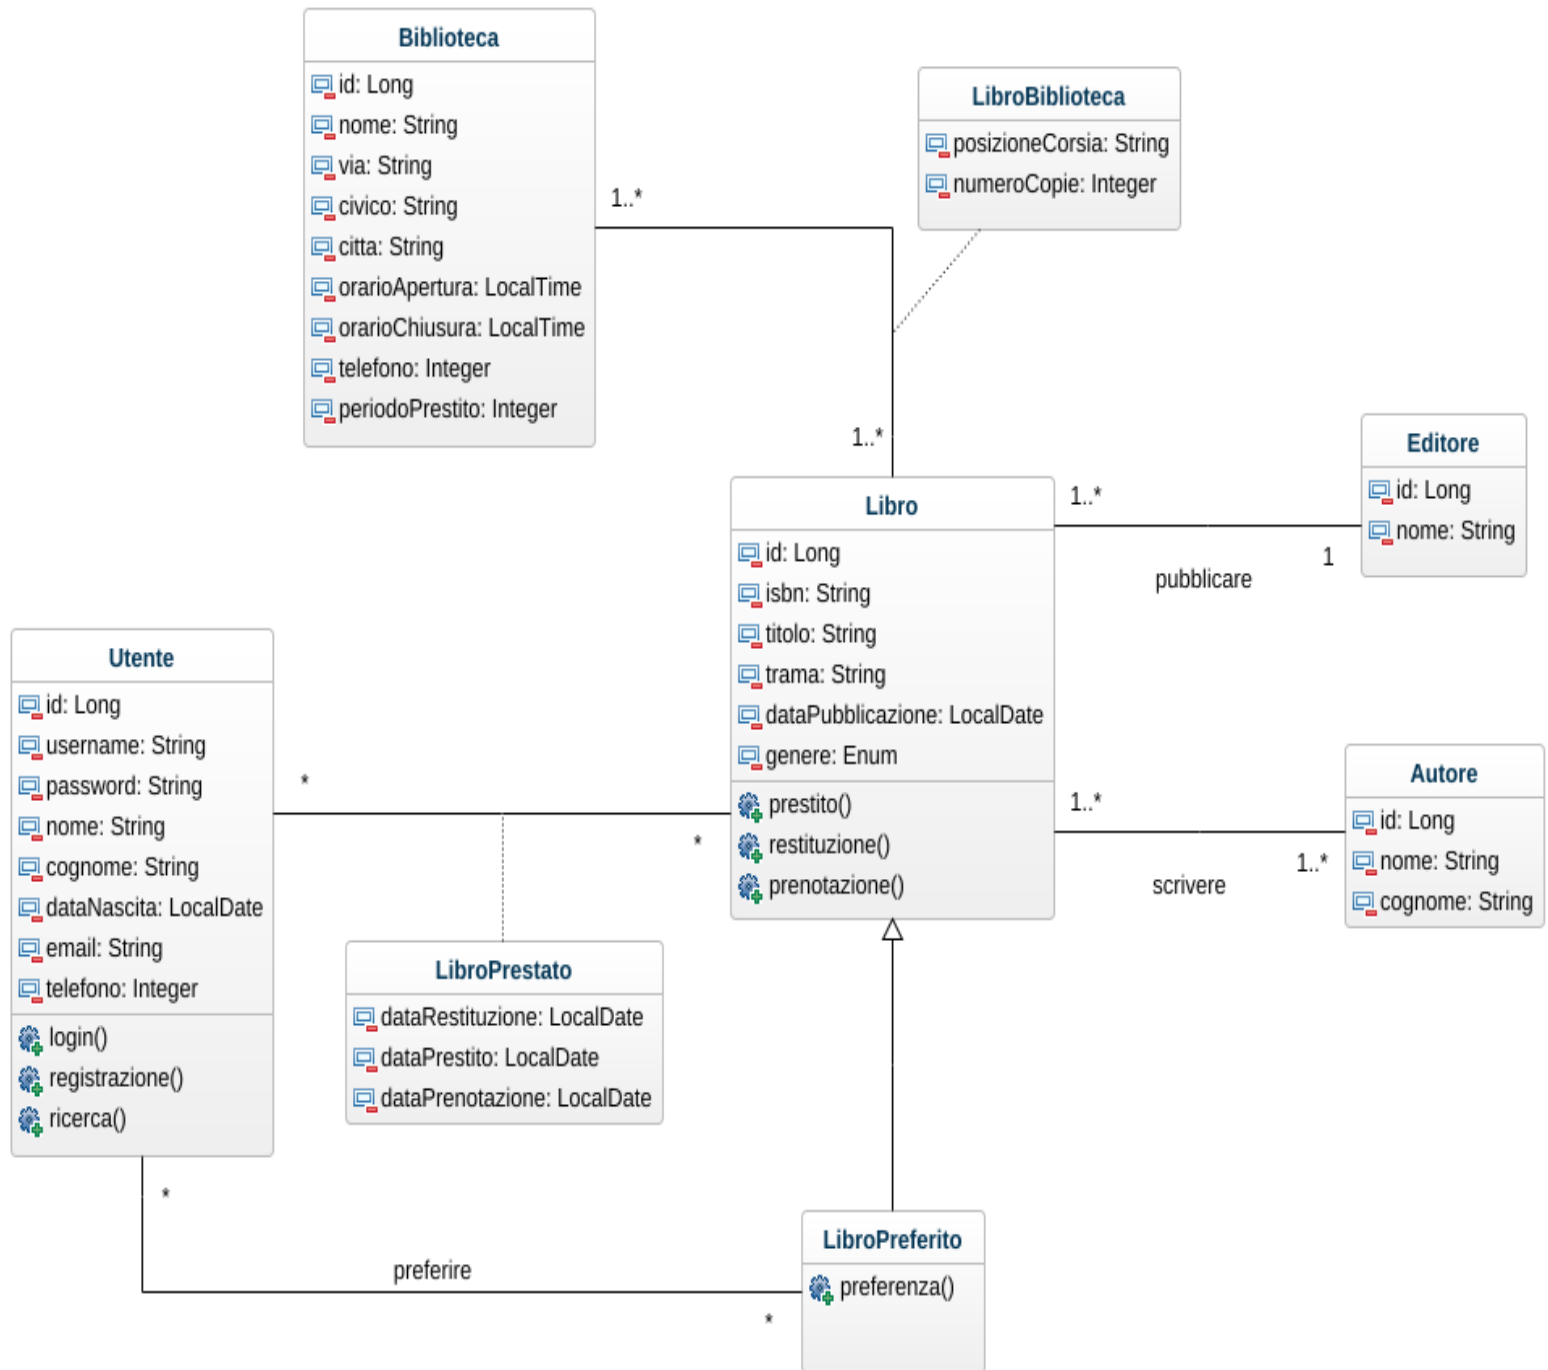 Biblioteca
id: Long
nome: String
via: String
civico: String
citta: String
orarioApertura: LocalTime
orarioChiusura: LocalTime
telefono: Integer
periodoPrestito: Integer
1..*
LibroBiblioteca
posizioneCorsia: String
numeroCopie: Integer
1..*
Libro
id: Long
isbn: String
titolo: String
trama: String
dataPubblicazione: LocalDate
genere: Enum
prestito()
restituzione()
prenotazione()
1..*
1
pubblicare
Editore
id: Long
nome: String
1..*
1..*
scrivere
Autore
id: Long
nome: String
cognome: String
Utente
id: Long
username: String
password: String
nome: String
cognome: String
dataNascita: LocalDate
email: String
telefono: Integer
login()
registrazione()
ricerca()
*
*
LibroPrestato
dataRestituzione: LocalDate
dataPrestito: LocalDate
dataPrenotazione: LocalDate
*
preferire
*
LibroPreferito
preferenza()